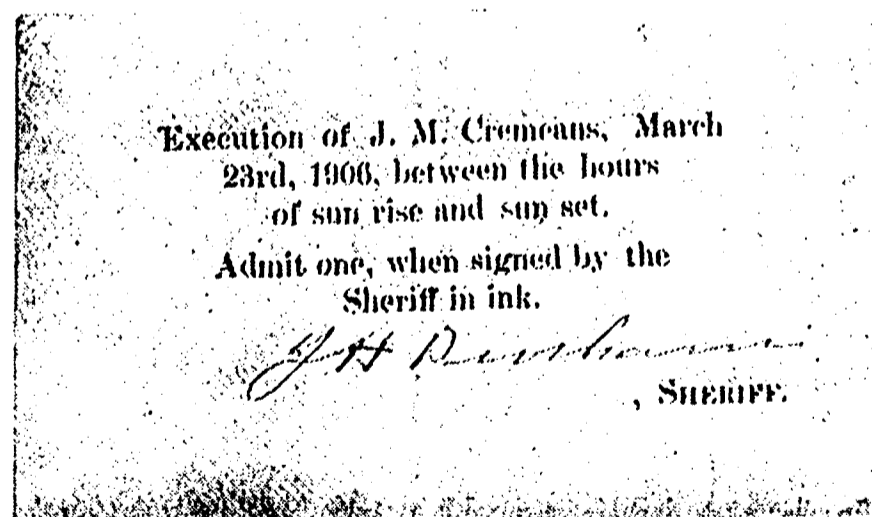 Execution of J. M. Cremeans, March
23rd, 1906, between the hours
of sun rise and sun set.
Admit one, when signed by the
Sheriff in ink.
J H
, SHERIFF.